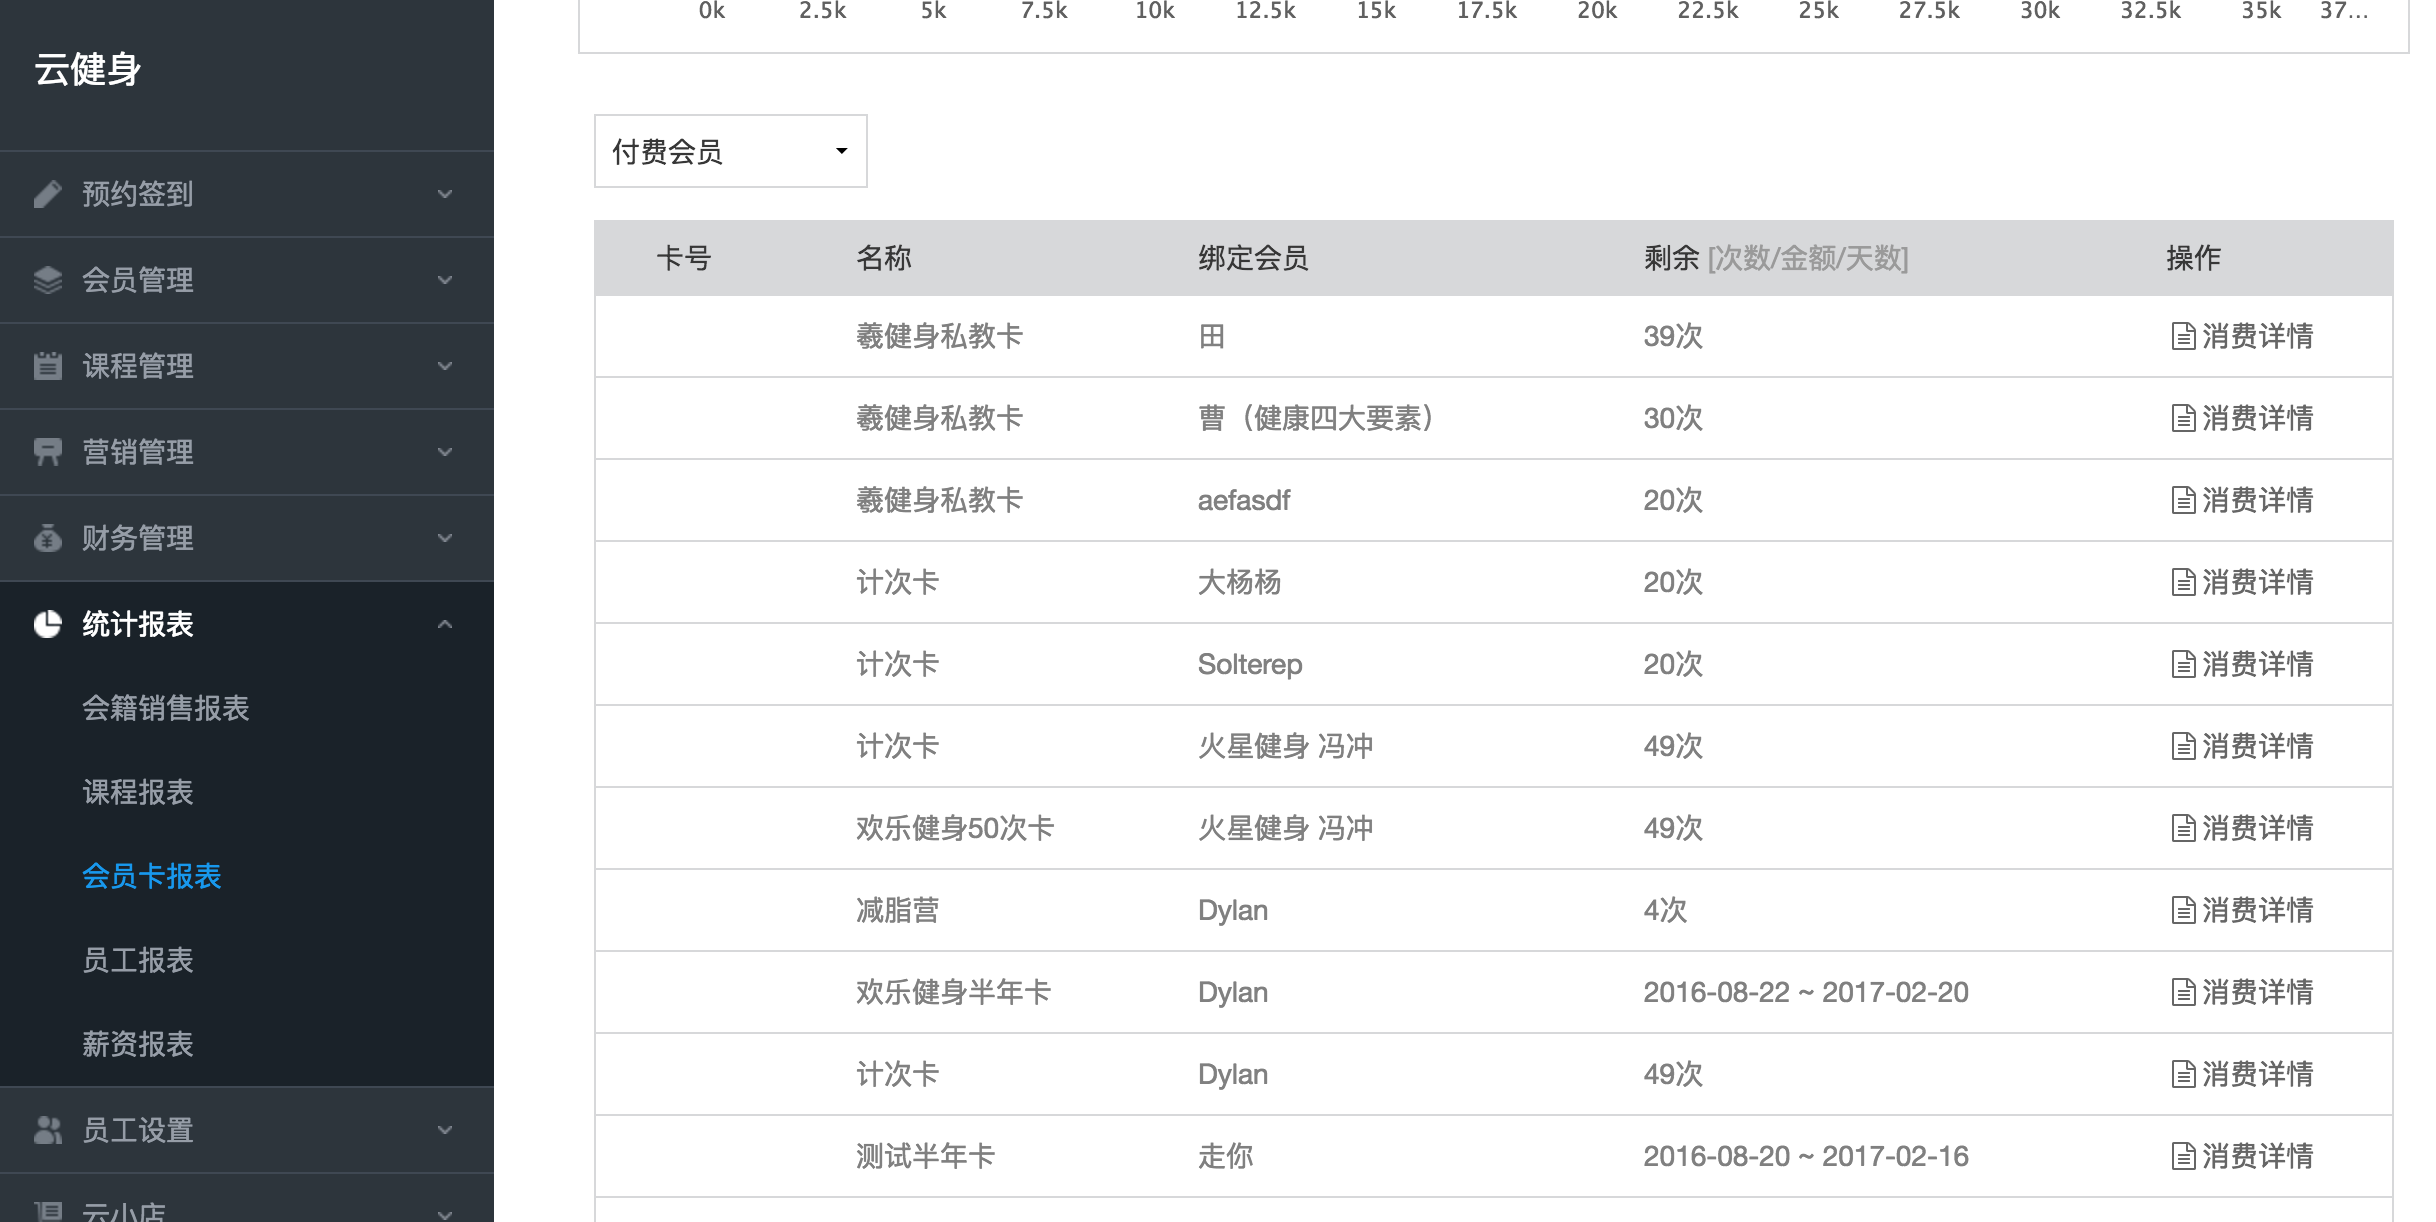 云健身
预约签到
会员管理
课程管理
营销管理
财务管理
统计报表
会籍销售报表
课程报表
会员卡报表
员工报表
薪资报表
员工设置
云小店
0k 2.5k 5k 7.5k 10k 12.5k 15k 17.5k 20k 22.5k 25k 27.5k 30k 32.5k 35k 37...
付费会员
卡号 名称 绑定会员 剩余 [次数/金额/天数] 操作
羲健身私教卡 田 39次 消费详情
羲健身私教卡 曹（健康四大要素） 30次 消费详情
羲健身私教卡 aefasdf 20次 消费详情
计次卡 大杨杨 20次 消费详情
计次卡 Solterep 20次 消费详情
计次卡 火星健身 冯冲 49次 消费详情
欢乐健身50次卡 火星健身 冯冲 49次 消费详情
减脂营 Dylan 4次 消费详情
欢乐健身半年卡 Dylan 2016-08-22 ~ 2017-02-20 消费详情
计次卡 Dylan 49次 消费详情
测试半年卡 走你 2016-08-20 ~ 2017-02-16 消费详情